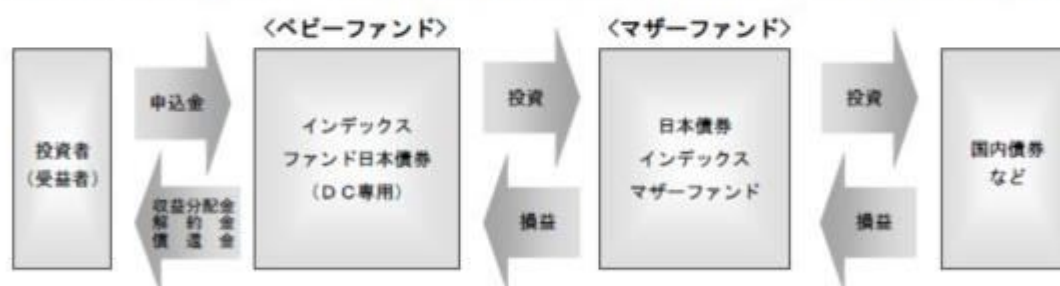 〈ベビーファンド〉
〈マザーファンド〉
投資者
（受益者）
申込金
収益分配金
解約金
償還金
インデックス
ファンド日本債券
（ＤＣ専用）
投資
損益
日本債券
インデックス
マザーファンド
投資
損益
国内債券
など